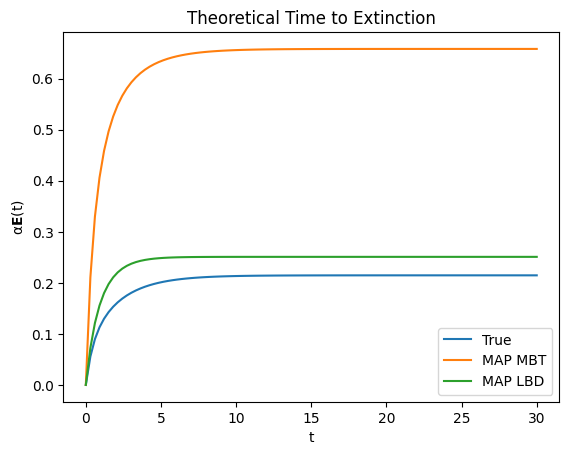 Theoretical Time to Extinction
αE(t)
0.6
0.5
0.4
0.3
0.2
0.1
0.0
0 5 10 15 20 25 30
t
True
MAP MBT
MAP LBD